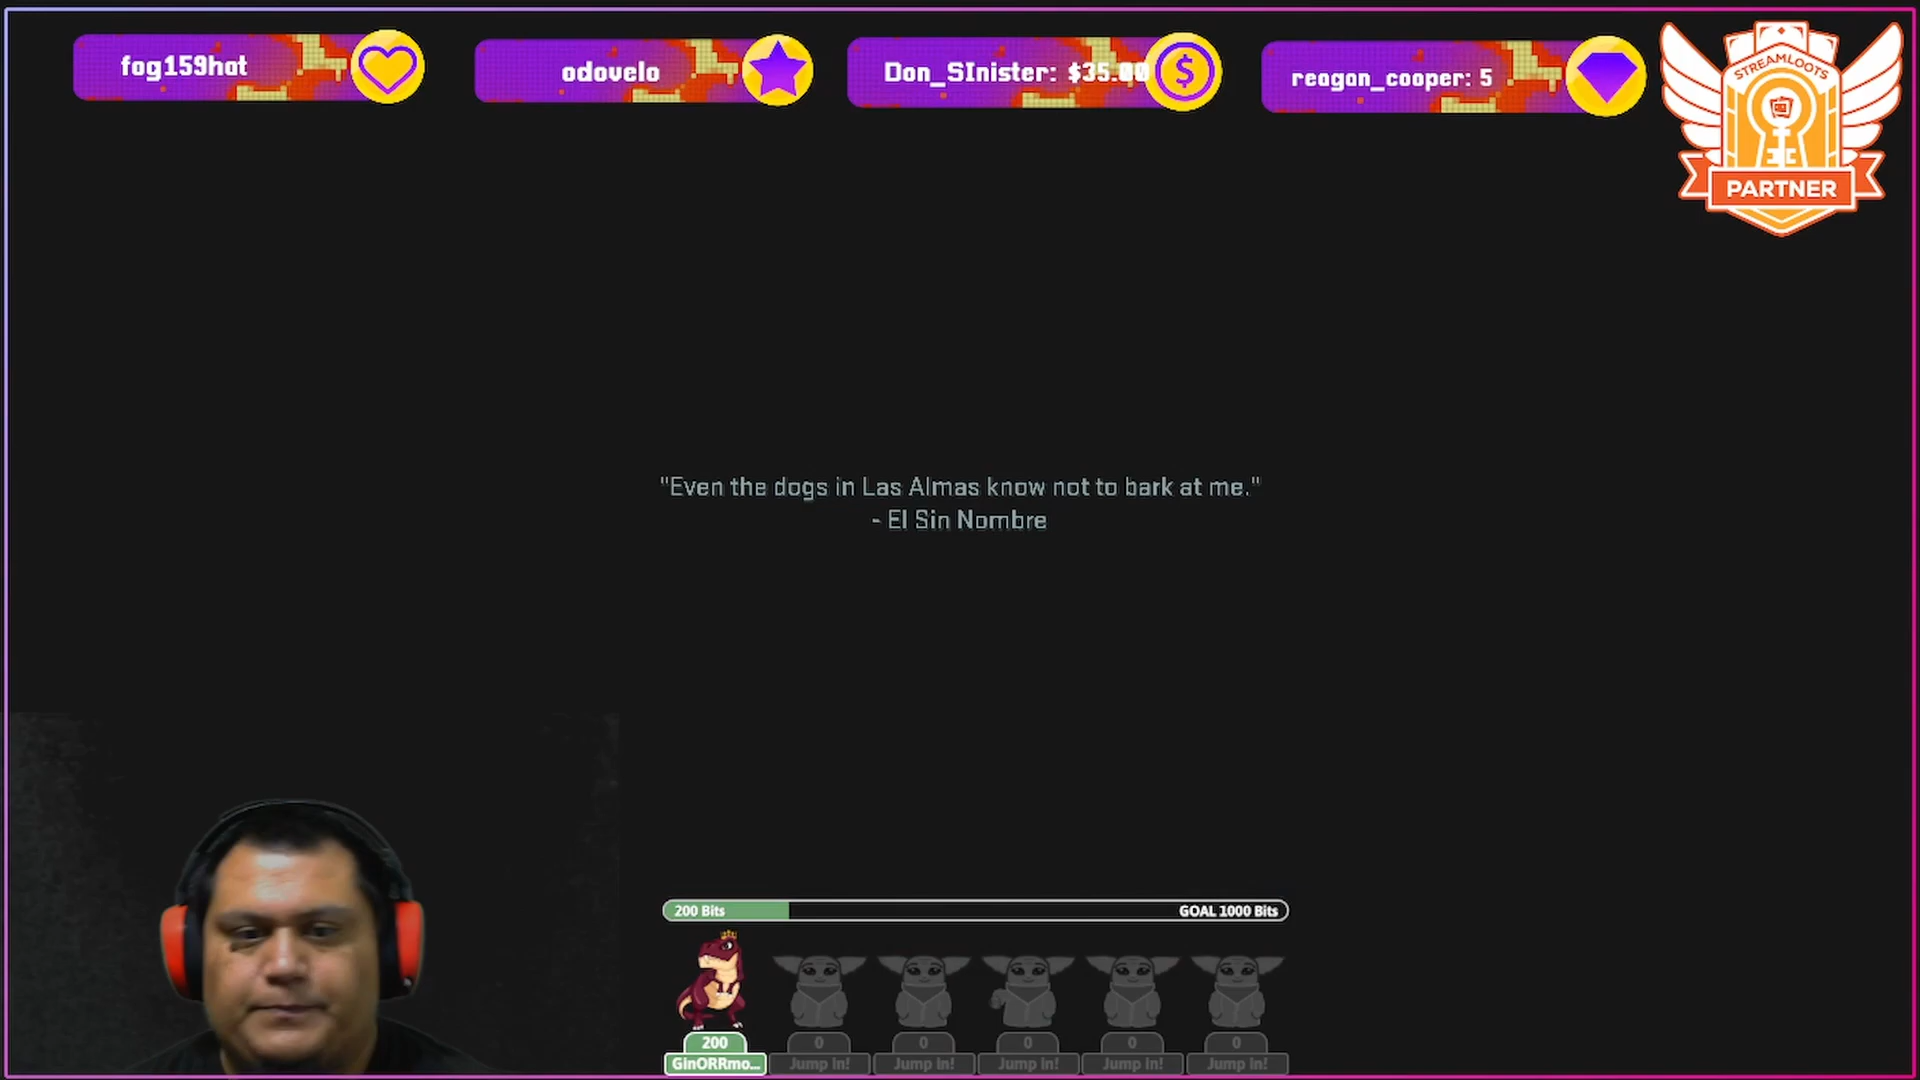 fog159hat
odovelo
Don_SInister: $35.00
reagan_cooper: 5
STREAMLOOTS
PARTNER
"Even the dogs in Las Almas know not to bark at me."
- El Sin Nombre
200 Bits
GOAL 1000 Bits
200
0
0
0
0
0
GinORRmo...
Jump In!
Jump In!
Jump In!
Jump In!
Jump In!